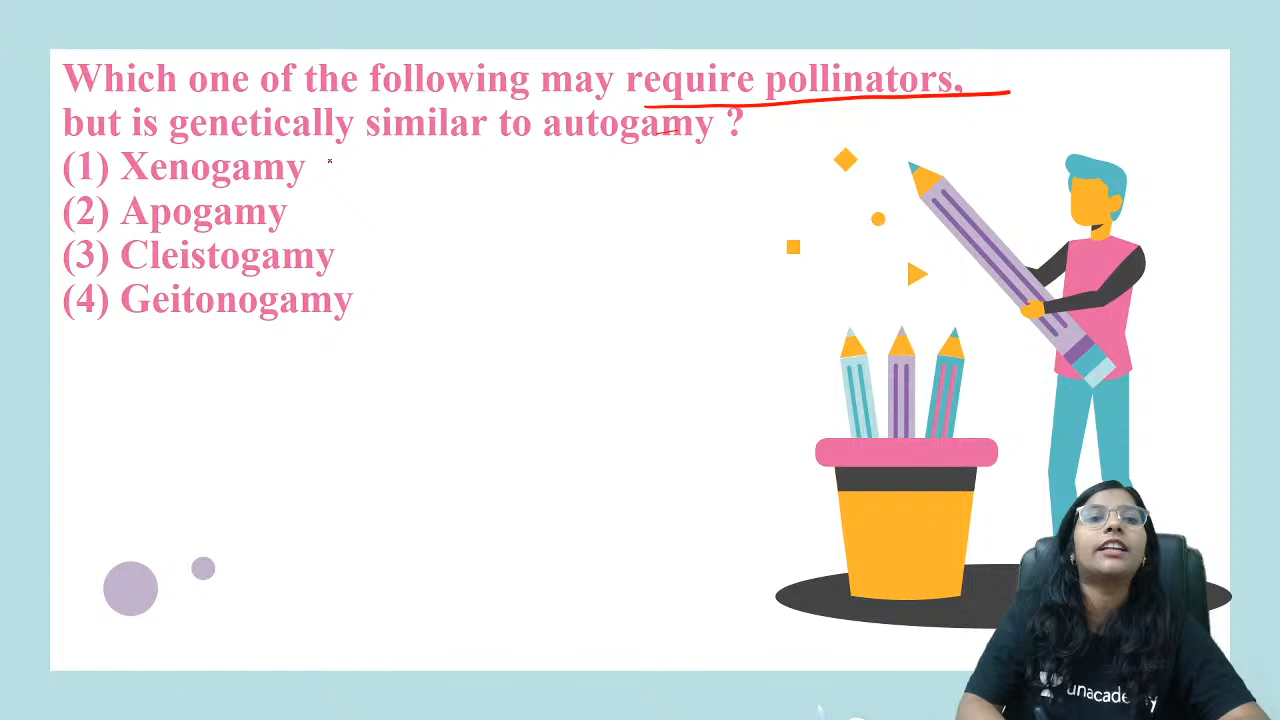 Which one of the following may require pollinators,
but is genetically similar to autogamy ?
(1) Xenogamy
(2) Apogamy
(3) Cleistogamy
(4) Geitonogamy
unacademy